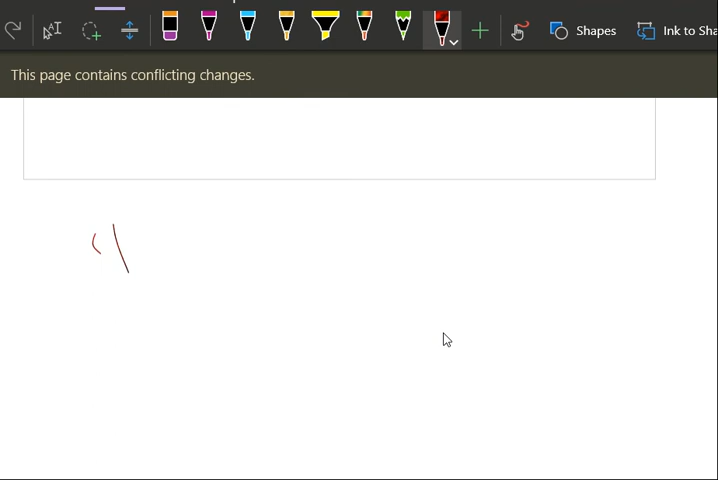 Shapes
Ink to Sha
This page contains conflicting changes.